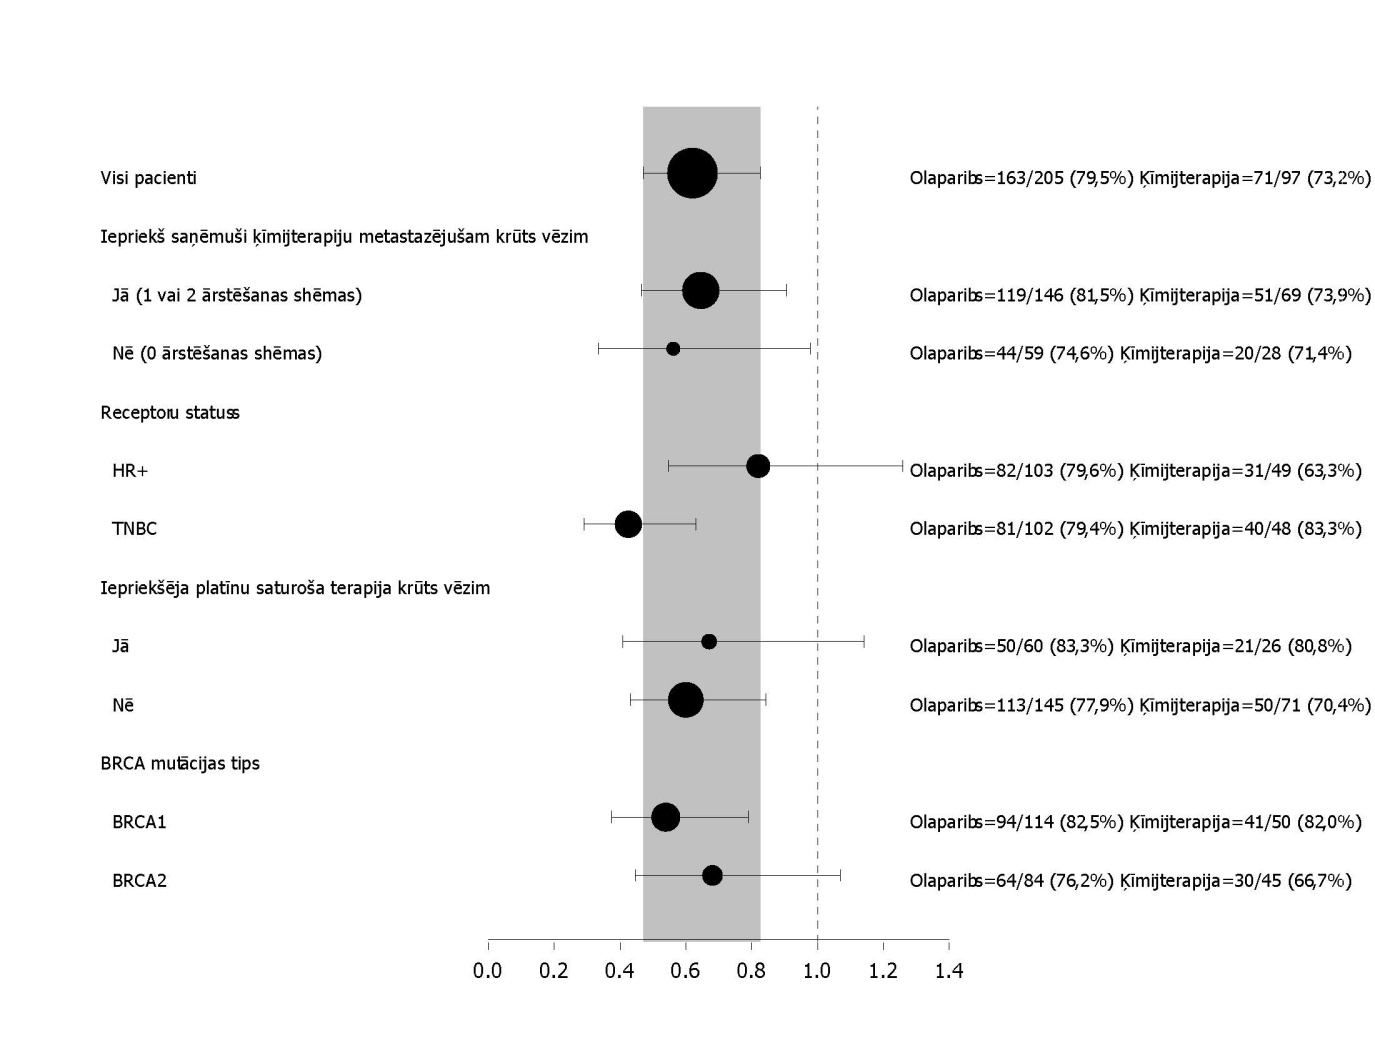 Visi pacienti Olaparibs=163/205 (79,5%) Ķīmijterapija=71/97 (73,2%)
Iepriekš saņēmuši ķīmijterapiju metastazējušam krūts vēzim
Jā (1 vai 2 ārstēšanas shēmas) Olaparibs=119/146 (81,5%) Ķīmijterapija=51/69 (73,9%)
Nē (0 ārstēšanas shēmas) Olaparibs=44/59 (74,6%) Ķīmijterapija=20/28 (71,4%)
Receptoru statuss
HR+ Olaparibs=82/103 (79,6%) Ķīmijterapija=31/49 (63,3%)
TNBC Olaparibs=81/102 (79,4%) Ķīmijterapija=40/48 (83,3%)
Iepriekšēja platīnu saturoša terapija krūts vēzim
Jā Olaparibs=50/60 (83,3%) Ķīmijterapija=21/26 (80,8%)
Nē Olaparibs=113/145 (77,9%) Ķīmijterapija=50/71 (70,4%)
BRCA mutācijas tips
BRCA1 Olaparibs=94/114 (82,5%) Ķīmijterapija=41/50 (82,0%)
BRCA2 Olaparibs=64/84 (76,2%) Ķīmijterapija=30/45 (66,7%)
0.0 0.2 0.4 0.6 0.8 1.0 1.2 1.4